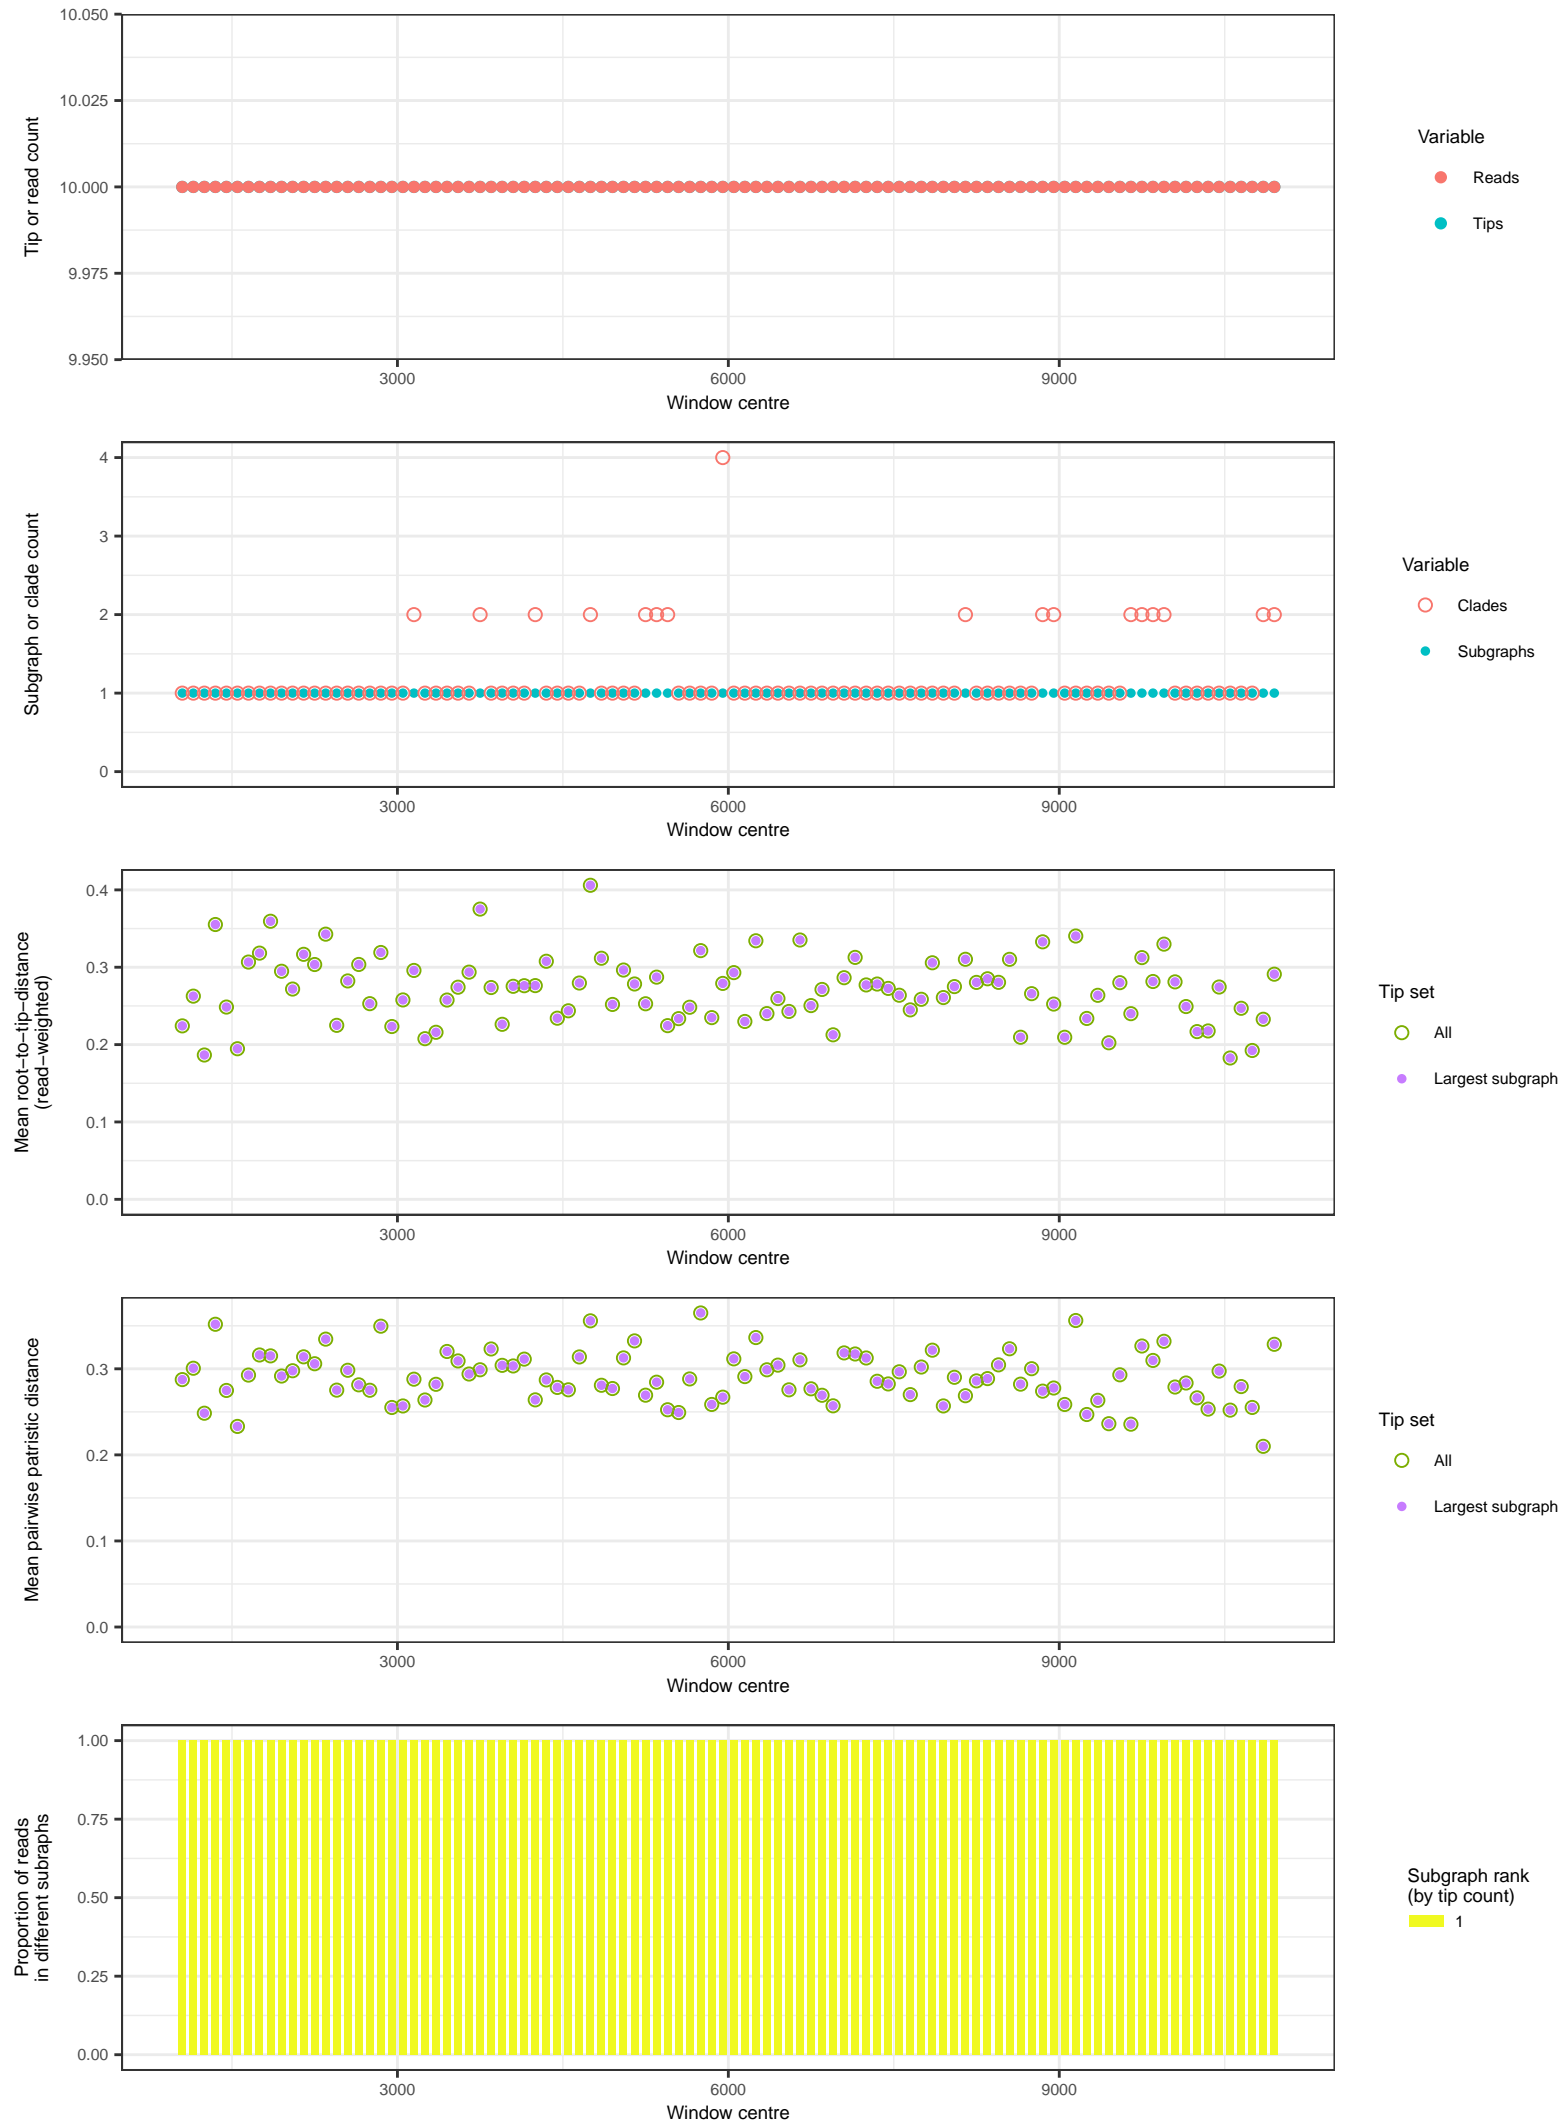 10.050
10.025
10.000
9.975
9.950
Tip or read count
3000
6000
9000
Window centre
Variable
Reads
Tips
4
3
2
1
0
Subgraph or clade count
3000
6000
9000
Window centre
Variable
Clades
Subgraphs
0.4
0.3
0.2
0.1
0.0
Mean root−to−tip−distance
(read−weighted)
3000
6000
9000
Window centre
Tip set
All
Largest subgraph
0.3
0.2
0.1
0.0
Mean pairwise patristic distance
3000
6000
9000
Window centre
Tip set
All
Largest subgraph
1.00
0.75
0.50
0.25
0.00
Proportion of reads
in different subraphs
3000
6000
9000
Window centre
Subgraph rank
(by tip count)
1